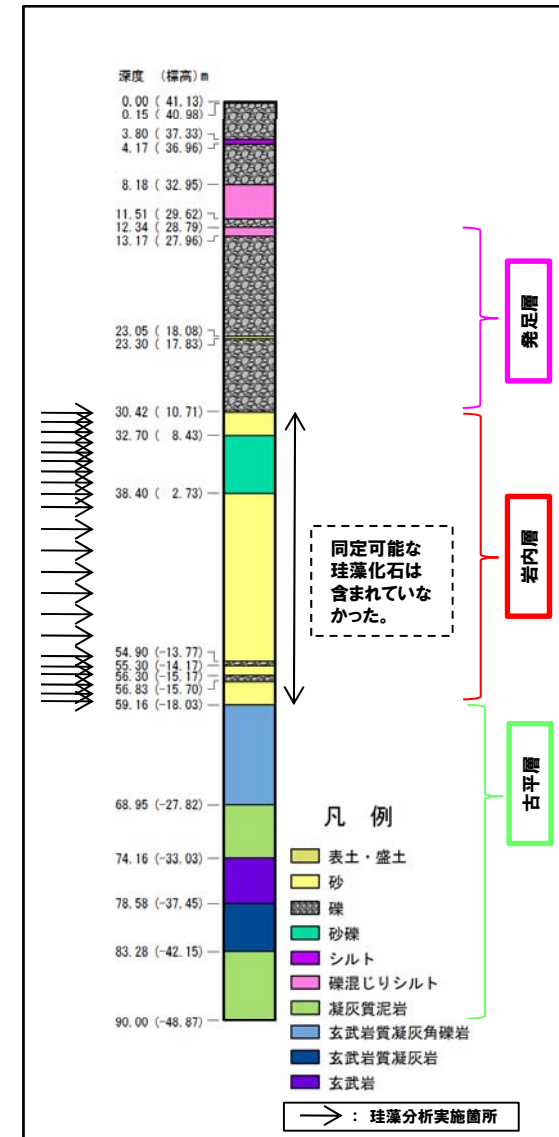 深度 (標高)m
0.00 ( 41.13)
0.15 ( 40.98)
3.80 ( 37.33)
4.17 ( 36.96)
8.18 ( 32.95)
11.51 ( 29.62)
12.34 ( 28.79)
13.17 ( 27.96)
23.05 ( 18.08)
23.30 ( 17.83)
30.42 ( 10.71)
32.70 ( 8.43)
38.40 ( 2.73)
54.90 (-13.77)
55.30 (-14.17)
56.30 (-15.17)
56.83 (-15.70)
59.16 (-18.03)
68.95 (-27.82)
74.16 (-33.03)
78.58 (-37.45)
83.28 (-42.15)
90.00 (-48.87)
同定可能な
珪藻化石は
含まれていな
かった。
発足層
岩内層
古平層
凡 例
表土・盛土
砂
礫
砂礫
シルト
礫混じりシルト
凝灰質泥岩
玄武岩質凝灰角礫岩
玄武岩質凝灰岩
玄武岩
:珪藻分析実施箇所